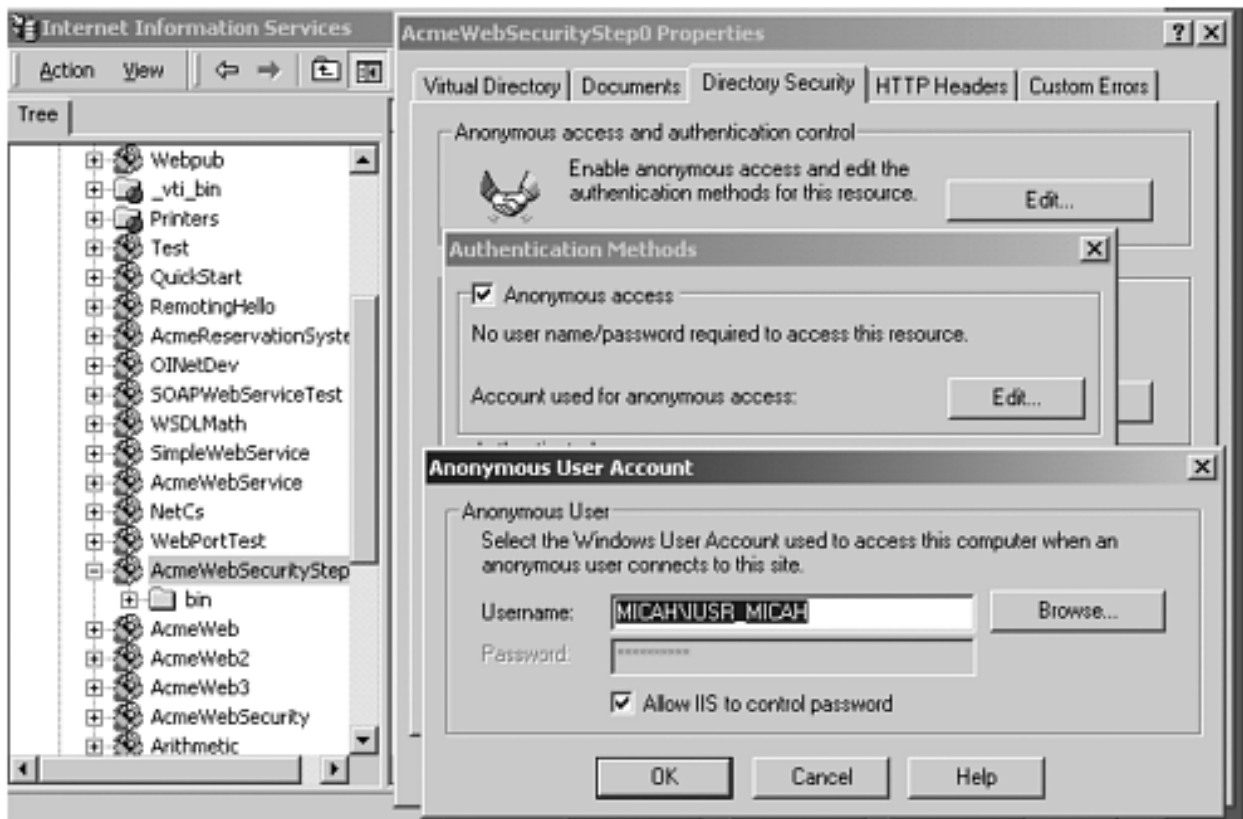 Internet Information Services
Action View
Tree
Webpub
_vti_bin
Printers
Test
QuickStart
RemotingHello
AcmeReservationSyste
OINetDev
SOAPWebServiceTest
WSDLMath
SimpleWebService
AcmeWebService
NetCs
WebPortTest
AcmeWebSecurityStep
bin
AcmeWeb
AcmeWeb2
AcmeWeb3
AcmeWebSecurity
Arithmetic
AcmeWebSecurityStep0 Properties
Virtual Directory Documents Directory Security HTTP Headers Custom Errors
Anonymous access and authentication control
Enable anonymous access and edit the
authentication methods for this resource.
Edit...
Authentication Methods
Anonymous access
No user name/password required to access this resource.
Account used for anonymous access:
Edit...
Anonymous User Account
Anonymous User
Select the Windows User Account used to access this computer when an
anonymous user connects to this site.
Username: MICAH\IUSR_MICAH
Browse...
Password: **********
Allow IIS to control password
OK Cancel Help